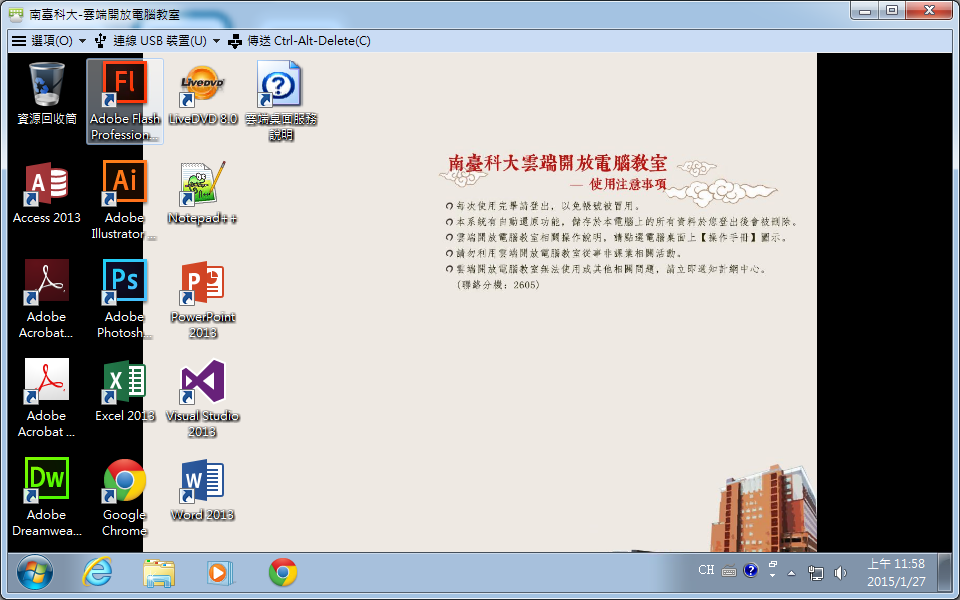 南臺科大-雲端開放電腦教室
選項(O) 連線 USB 裝置(U) 傳送 Ctrl-Alt-Delete(C)
資源回收筒
Adobe Flash
Profession...
LiveDVD 8.0
雲端桌面服務
說明
Access 2013
Adobe
Illustrator ...
Notepad++
Adobe
Acrobat...
Adobe
Photosh...
PowerPoint
2013
Adobe
Acrobat ...
Excel 2013
Visual Studio
2013
Adobe
Dreamwea...
Google
Chrome
Word 2013
南臺科大雲端開放電腦教室
— 使用注意事項
每次使用完畢請登出，以免帳號被冒用。
本系統有自動還原功能，儲存於本電腦上的所有資料於您登出後會被刪除。
雲端開放電腦教室相關操作說明，請點選電腦桌面上【操作手冊】圖示。
請勿利用雲端開放電腦教室從事非課業相關活動。
雲端開放電腦教室無法使用或其他相關問題，請立即通知計網中心。
(聯絡分機：2605)
CH
上午 11:58
2015/1/27